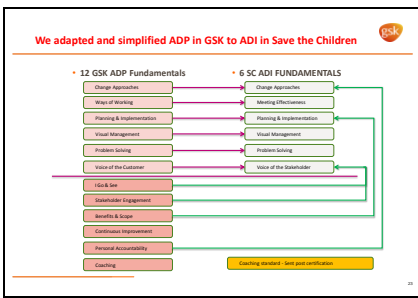 We adapted and simplified ADP in GSK to ADI in Save the Children
gsk
• 12 GSK ADP Fundamentals
• 6 SC ADI FUNDAMENTALS
Change Approaches
Change Approaches
Ways of Working
Meeting Effectiveness
Planning & Implementation
Planning & Implementation
Visual Management
Visual Management
Problem Solving
Problem Solving
Voice of the Customer
Voice of the Stakeholder
I Go & See
Stakeholder Engagement
Benefits & Scope
Continuous Improvement
Personal Accountability
Coaching
Coaching standard - Sent post certification